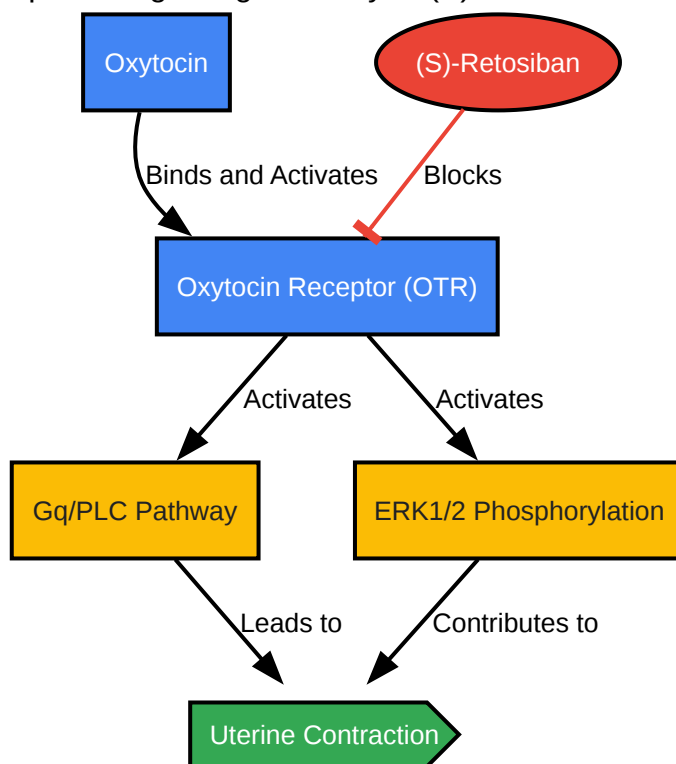 Oxytocin
(S)-Retosiban
Binds and Activates
Blocks
Oxytocin Receptor (OTR)
Activates
Activates
Gq/PLC Pathway
ERK1/2 Phosphorylation
Leads to
Contributes to
Uterine Contraction